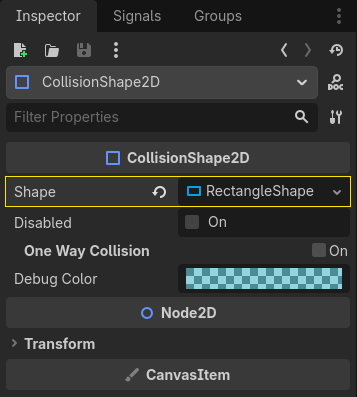 Inspector Signals Groups
DOC
CollisionShape2D
Filter Properties
CollisionShape2D
Shape RectangleShape
Disabled On
One Way Collision On
Debug Color
Node2D
Transform
CanvasItem